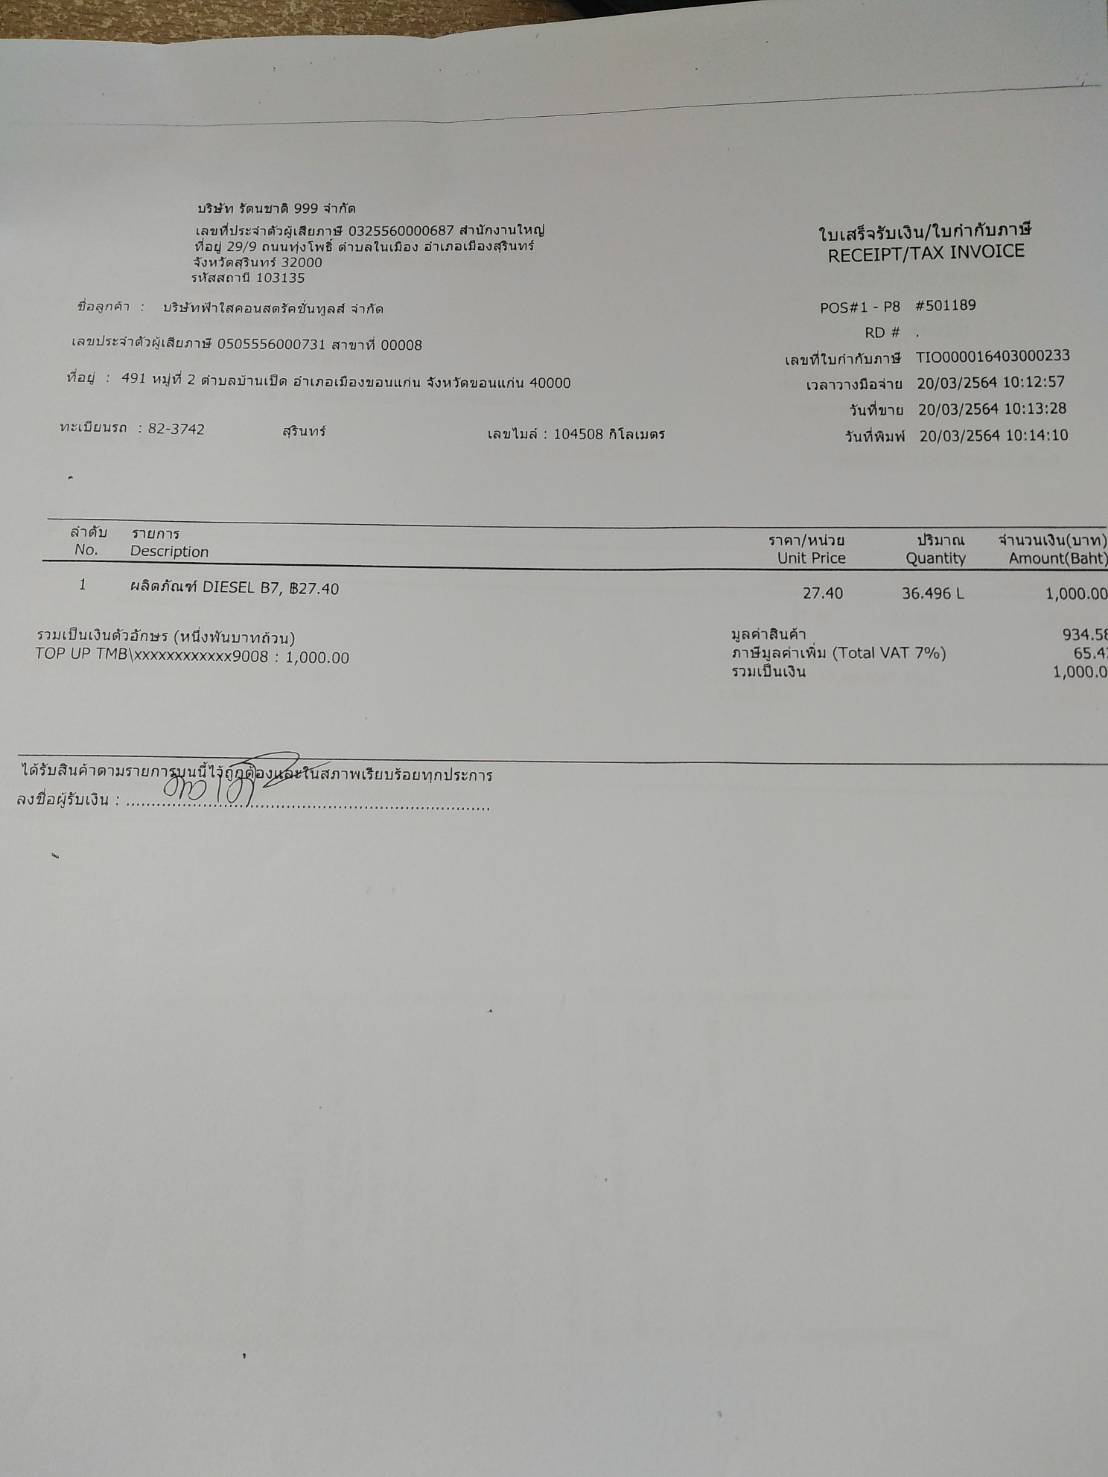 บริษัท รัตนชาติ 999 จำกัด
เลขที่ประจำตัวผู้เสียภาษี 0325560000687 สำนักงานใหญ่
ที่อยู่ 29/9 ถนนทุ่งโพธิ์ ตำบลในเมือง อำเภอเมืองสุรินทร์
จังหวัดสุรินทร์ 32000
รหัสสถานี 103135
ใบเสร็จรับเงิน/ใบกำกับภาษี
RECEIPT/TAX INVOICE
ชื่อลูกค้า : บริษัทฟ้าใสคอนสตรัคชั่นทูลส์ จำกัด
POS#1 - P8 #501189
RD # .
เลขประจำตัวผู้เสียภาษี 0505556000731 สาขาที่ 00008
เลขที่ใบกำกับภาษี TIO000016403000233
ที่อยู่ : 491 หมู่ที่ 2 ตำบลบ้านเป็ด อำเภอเมืองขอนแก่น จังหวัดขอนแก่น 40000
เวลาวางมือจ่าย 20/03/2564 10:12:57
วันที่ขาย 20/03/2564 10:13:28
ทะเบียนรถ : 82-3742 สุรินทร์ เลขไมล์ : 104508 กิโลเมตร
วันที่พิมพ์ 20/03/2564 10:14:10
ลำดับ รายการ ราคา/หน่วย ปริมาณ จำนวนเงิน(บาท)
No. Description Unit Price Quantity Amount(Baht)
1 ผลิตภัณฑ์ DIESEL B7, ฿27.40 27.40 36.496 L 1,000.00
รวมเป็นเงินตัวอักษร (หนึ่งพันบาทถ้วน)
TOP UP TMB\xxxxxxxxxxxx9008 : 1,000.00
มูลค่าสินค้า 934.58
ภาษีมูลค่าเพิ่ม (Total VAT 7%) 65.4
รวมเป็นเงิน 1,000.0
ได้รับสินค้าตามรายการบนนี้ไว้ถูกต้องและในสภาพเรียบร้อยทุกประการ
ลงชื่อผู้รับเงิน :